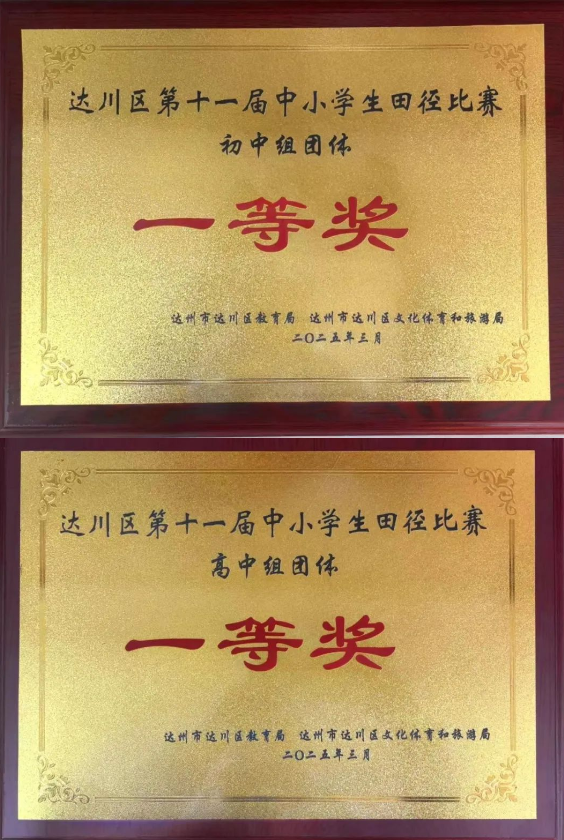 达川区第十一届中小学生田径比赛
初中组团体
一等奖
达州市达川区教育局 达州市达川区文化体育和旅游局
二〇二五年三月
达川区第十一届中小学生田径比赛
高中组团体
一等奖
达州市达川区教育局 达州市达川区文化体育和旅游局
二〇二五年三月